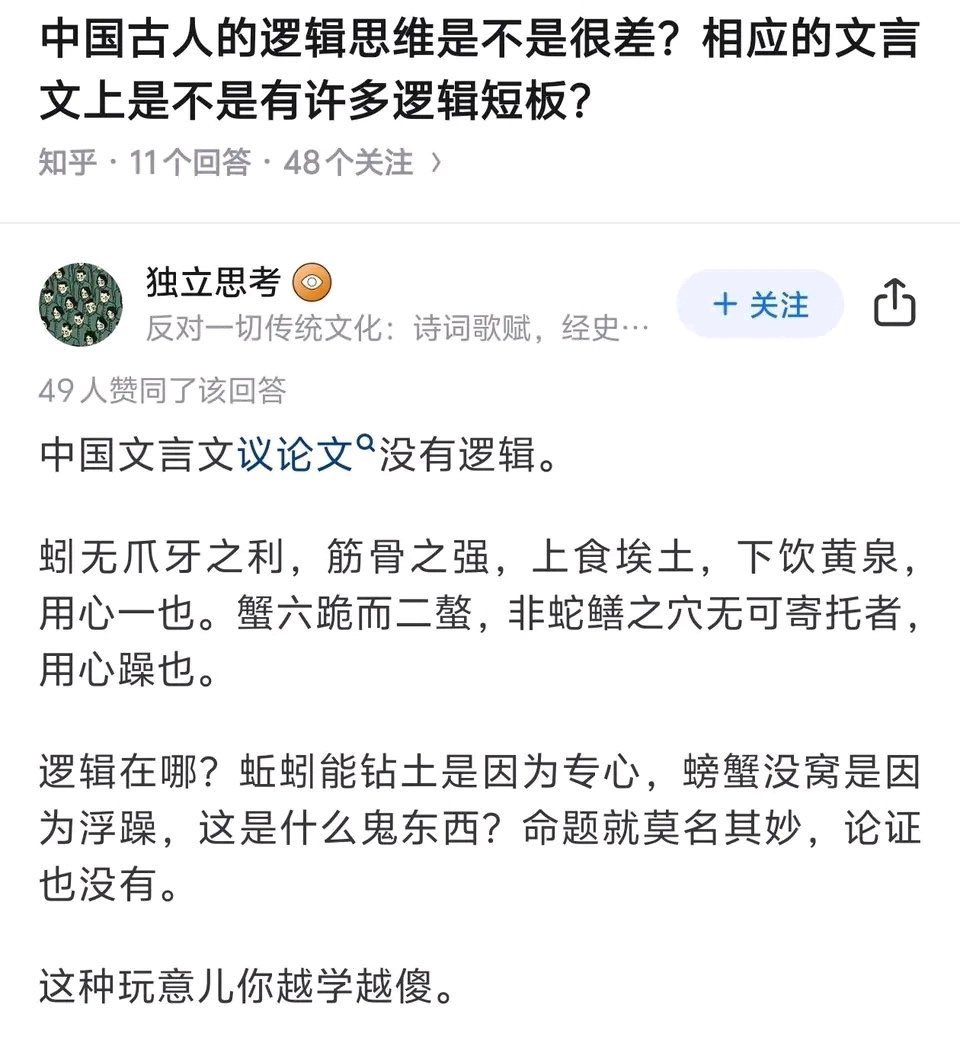 中国古人的逻辑思维是不是很差？相应的文言
文上是不是有许多逻辑短板？
知乎 · 11个回答 · 48个关注 〉
独立思考
+ 关注
反对一切传统文化：诗词歌赋，经史…
49人赞同了该回答
中国文言文议论文没有逻辑。
蚓无爪牙之利，筋骨之强，上食埃土，下饮黄泉，
用心一也。蟹六跪而二螯，非蛇鳝之穴无可寄托者，
用心躁也。
逻辑在哪？蚯蚓能钻土是因为专心，螃蟹没窝是因
为浮躁，这是什么鬼东西？命题就莫名其妙，论证
也没有。
这种玩意儿你越学越傻。